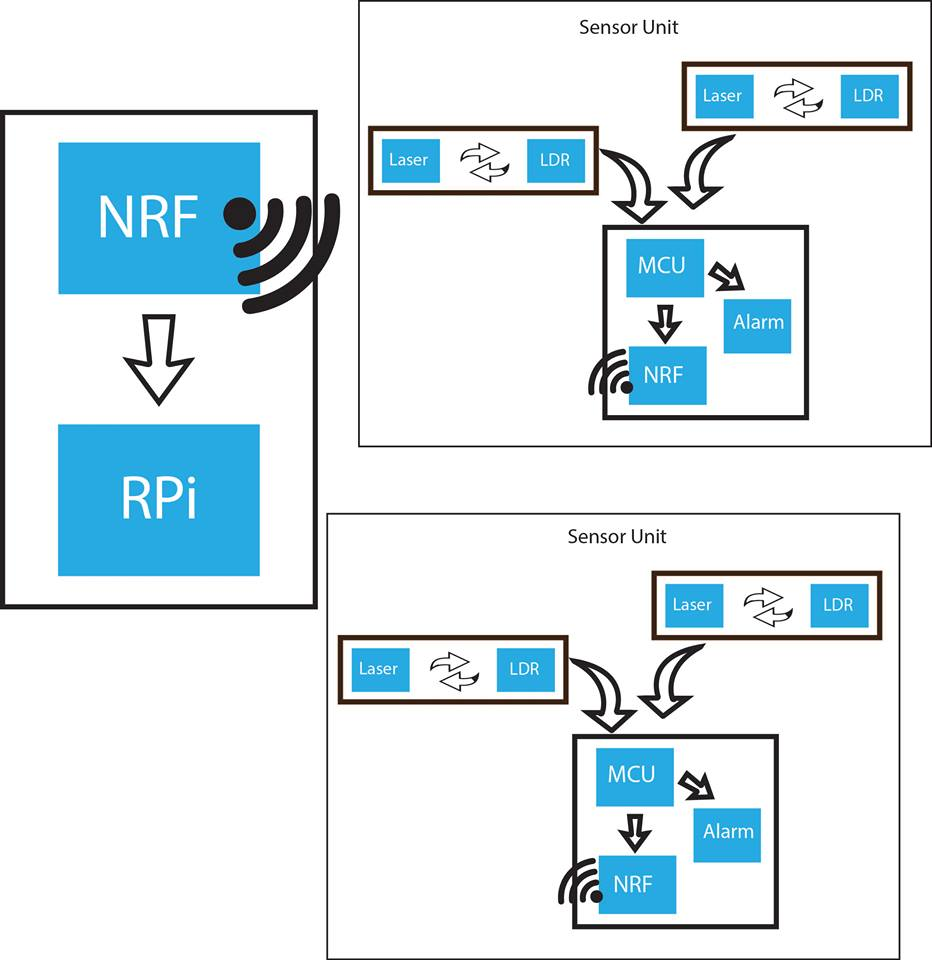 NRF
RPi
Sensor Unit
Laser
LDR
Laser
LDR
MCU
Alarm
NRF
Sensor Unit
Laser
LDR
Laser
LDR
MCU
Alarm
NRF